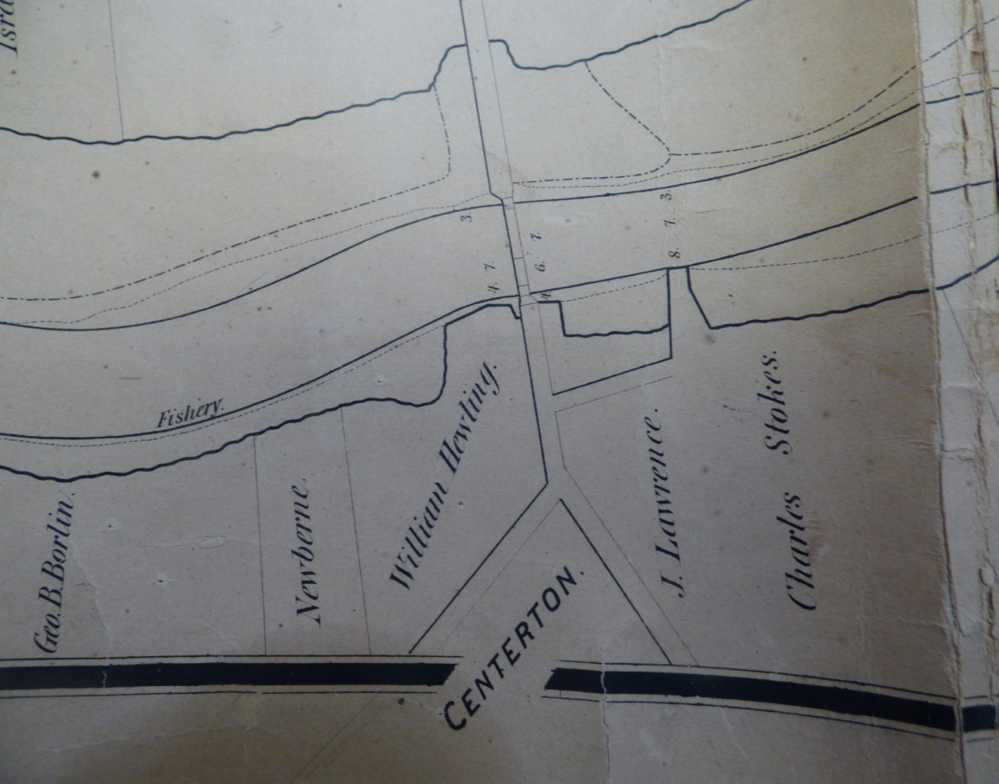 Isra
3.
7.
4.
7.
6.
4
3.
7.
8.
Fishery.
Geo. B. Borlin.
Newberne.
William Hewling.
J. Lawrence.
Charles Stokes.
CENTERTON.